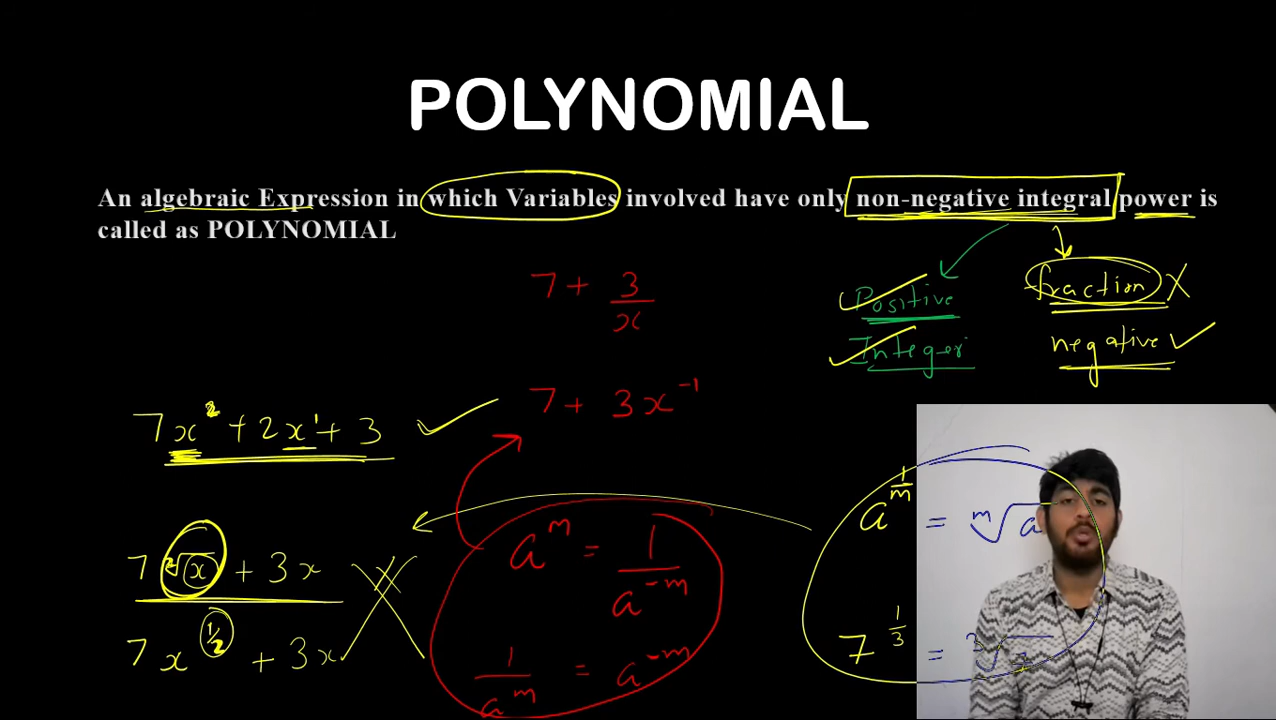 POLYNOMIAL
An algebraic Expression in which Variables involved have only non-negative integral power is
called as POLYNOMIAL
7 + 3/x
Positive
fraction X
Integer
negative ✓
7 + 3x⁻¹
7x² + 2x¹ + 3 ✓
a^(1/m) = ᵐ√a
7 ²√x + 3x
a^m = 1/a^(-m)
7x^(1/2) + 3x
7^(1/3) = ³√7
1/a^m = a^(-m)